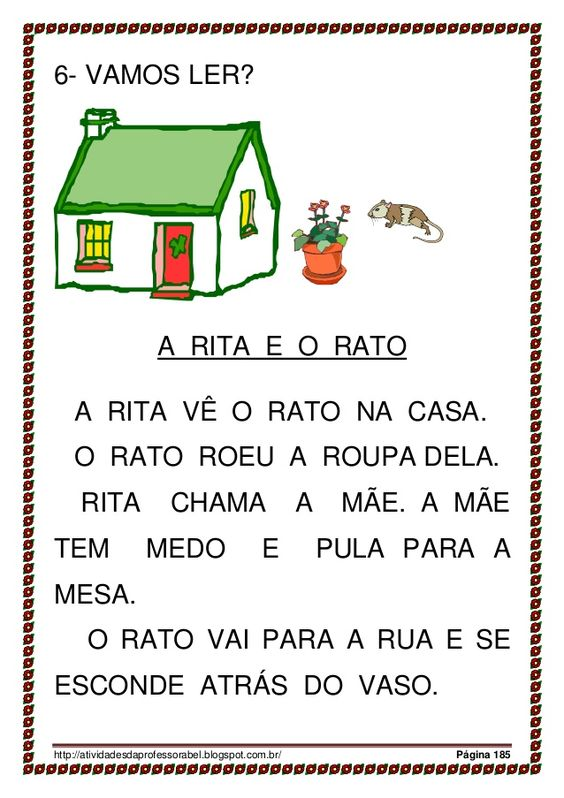 6- VAMOS LER?
A RITA E O RATO
A RITA VÊ O RATO NA CASA.
O RATO ROEU A ROUPA DELA.
RITA CHAMA A MÃE. A MÃE
TEM MEDO E PULA PARA A
MESA.
O RATO VAI PARA A RUA E SE
ESCONDE ATRÁS DO VASO.
http://atividadesdaprofessorabel.blogspot.com.br/ Página 185